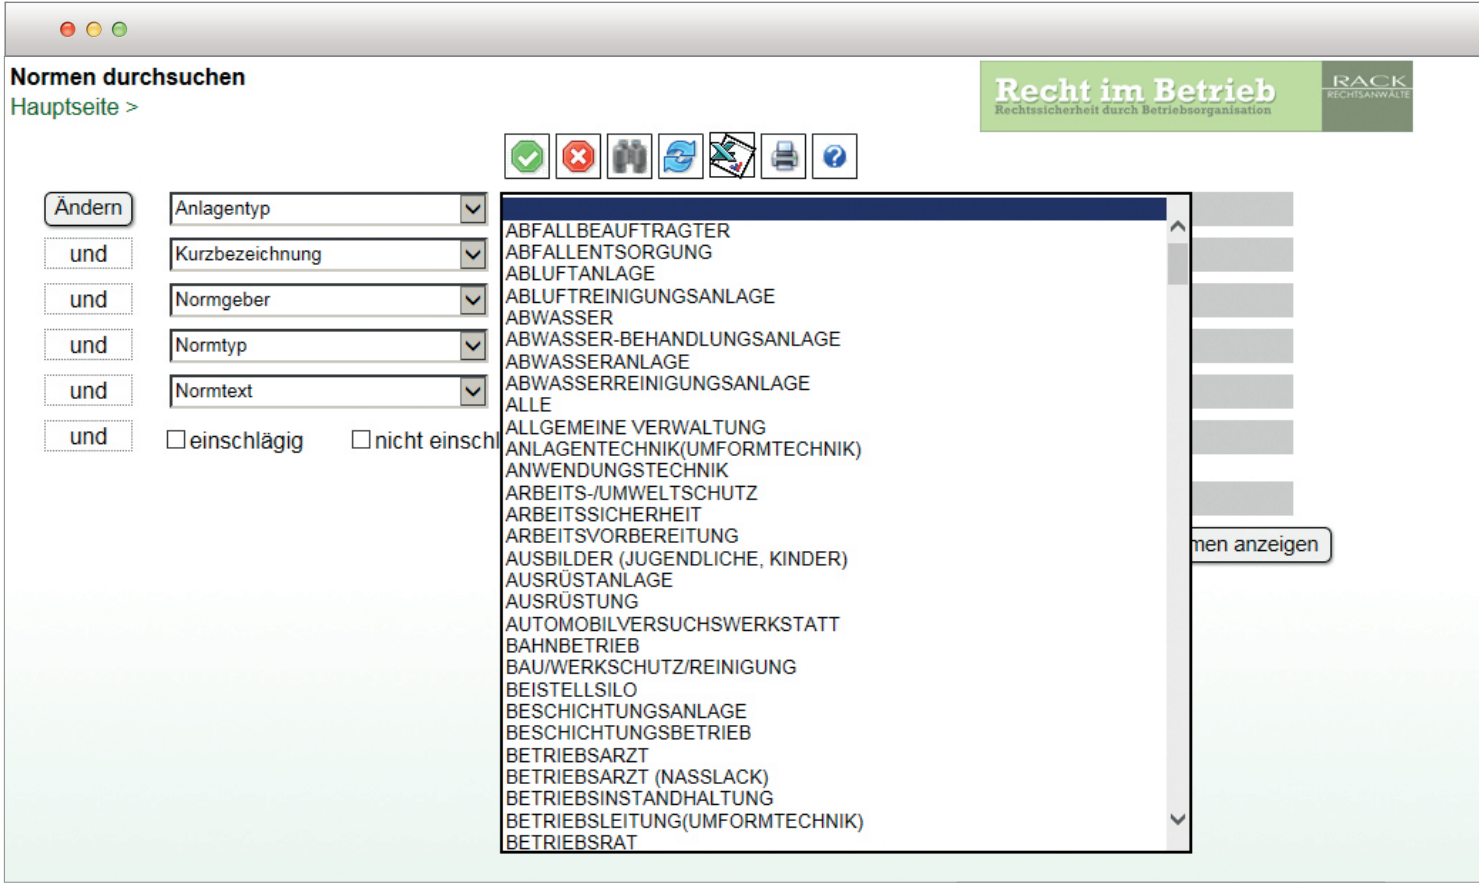 Normen durchsuchen
Hauptseite >
Recht im Betrieb
Rechtssicherheit durch Betriebsorganisation
RACK
RECHTSANWÄLTE
Ändern
Anlagentyp
und
Kurzbezeichnung
und
Normgeber
und
Normtyp
und
Normtext
und
einschlägig
nicht einschl
ABFALLBEAUFTRAGTER
ABFALLENTSORGUNG
ABLUFTANLAGE
ABLUFTREINIGUNGSANLAGE
ABWASSER
ABWASSER-BEHANDLUNGSANLAGE
ABWASSERANLAGE
ABWASSERREINIGUNGSANLAGE
ALLE
ALLGEMEINE VERWALTUNG
ANLAGENTECHNIK(UMFORMTECHNIK)
ANWENDUNGSTECHNIK
ARBEITS-/UMWELTSCHUTZ
ARBEITSSICHERHEIT
ARBEITSVORBEREITUNG
AUSBILDER (JUGENDLICHE, KINDER)
AUSRÜSTANLAGE
AUSRÜSTUNG
AUTOMOBILVERSUCHSWERKSTATT
BAHNBETRIEB
BAU/WERKSCHUTZ/REINIGUNG
BEISTELLSILO
BESCHICHTUNGSANLAGE
BESCHICHTUNGSBETRIEB
BETRIEBSARZT
BETRIEBSARZT (NASSLACK)
BETRIEBSINSTANDHALTUNG
BETRIEBSLEITUNG(UMFORMTECHNIK)
BETRIEBSRAT
men anzeigen